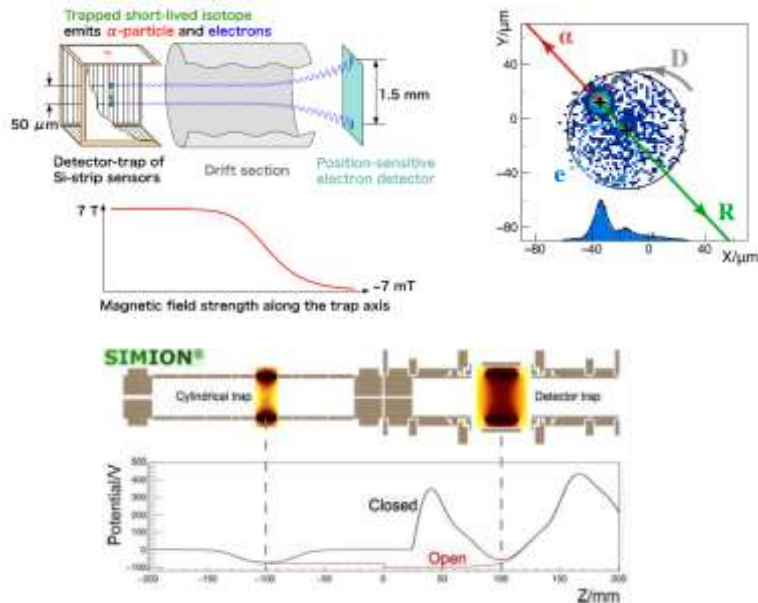 Trapped short-lived isotope
emits α-particle and electrons
50 μm
1.5 mm
Detector-trap of
Si-strip sensors
Drift section
Position-sensitive
electron detector
7 T
~7 mT
Magnetic field strength along the trap axis
Y/μm
40
0
-40
-80
α
D
e⁻
R
-80
-40
0
40
X/μm
SIMION®
Cylindrical trap
Detector trap
Potential/V
500
400
300
200
100
0
-100
Closed
Open
-200
-150
-100
-50
0
50
100
150
200
Z/mm